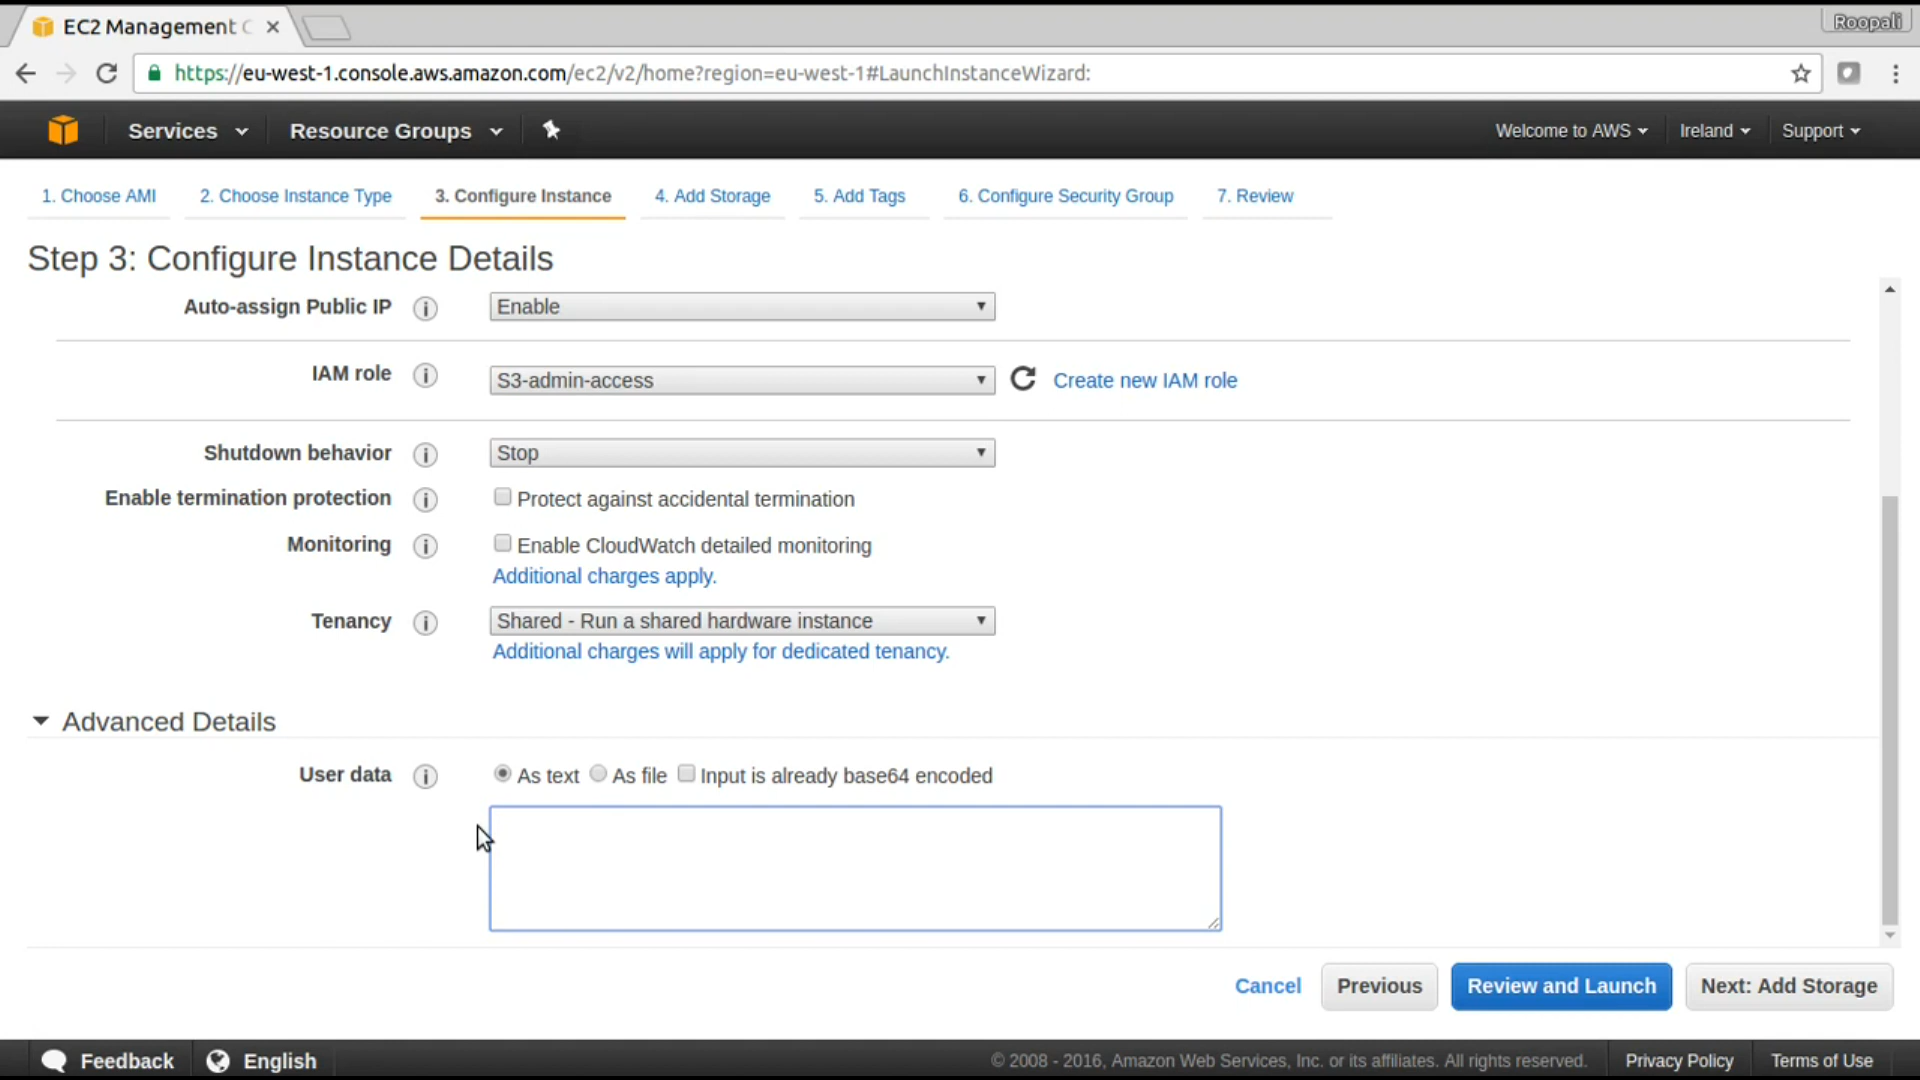 EC2 Management C
Roopali
https://eu-west-1.console.aws.amazon.com/ec2/v2/home?region=eu-west-1#LaunchInstanceWizard:
Services Resource Groups Welcome to AWS Ireland Support
1. Choose AMI 2. Choose Instance Type 3. Configure Instance 4. Add Storage 5. Add Tags 6. Configure Security Group 7. Review
Step 3: Configure Instance Details
Auto-assign Public IP i Enable
IAM role i S3-admin-access Create new IAM role
Shutdown behavior i Stop
Enable termination protection i Protect against accidental termination
Monitoring i Enable CloudWatch detailed monitoring
Additional charges apply.
Tenancy i Shared - Run a shared hardware instance
Additional charges will apply for dedicated tenancy.
Advanced Details
User data i As text As file Input is already base64 encoded
Cancel Previous Review and Launch Next: Add Storage
Feedback English © 2008 - 2016, Amazon Web Services, Inc. or its affiliates. All rights reserved. Privacy Policy Terms of Use